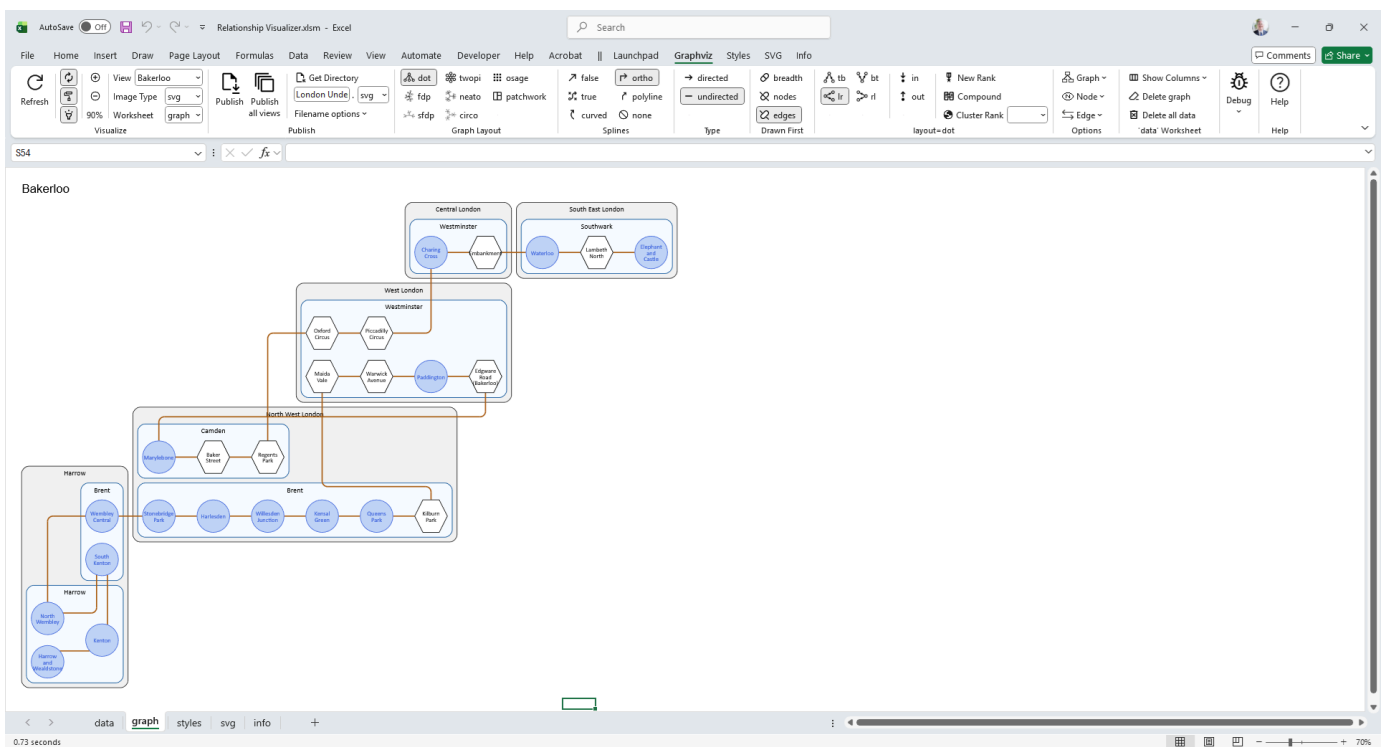 AutoSave Off Relationship Visualizer.xlsm - Excel Search
File Home Insert Draw Page Layout Formulas Data Review View Automate Developer Help Acrobat || Launchpad Graphviz Styles SVG Info Comments Share
Refresh
View Bakerloo
Image Type svg
90% Worksheet graph
Visualize
Publish
Publish all views
Get Directory
London Unde . svg
Filename options
Publish
dot twopi osage
fdp neato patchwork
sfdp circo
Graph Layout
false ortho
true polyline
curved none
Splines
directed
undirected
Type
breadth
nodes
edges
Drawn First
tb bt in New Rank
lr rl out Compound
Cluster Rank
layout=dot
Graph
Node
Edge
Options
Show Columns
Delete graph
Delete all data
'data' Worksheet
Debug
Help
Help
S54 fx
Bakerloo
Central London
Westminster
Charing
Cross
Embankment
South East London
Southwark
Waterloo
Lambeth
North
Elephant
and
Castle
West London
Westminster
Oxford
Circus
Piccadilly
Circus
Maida
Vale
Warwick
Avenue
Paddington
Edgware
Road
(Bakerloo)
North West London
Camden
Marylebone
Baker
Street
Regents
Park
Brent
Stonebridge
Park
Harlesden
Willesden
Junction
Kensal
Green
Queens
Park
Kilburn
Park
Harrow
Brent
Wembley
Central
South
Kenton
Harrow
North
Wembley
Kenton
Harrow
and
Wealdstone
data graph styles svg info +
0.73 seconds 70%